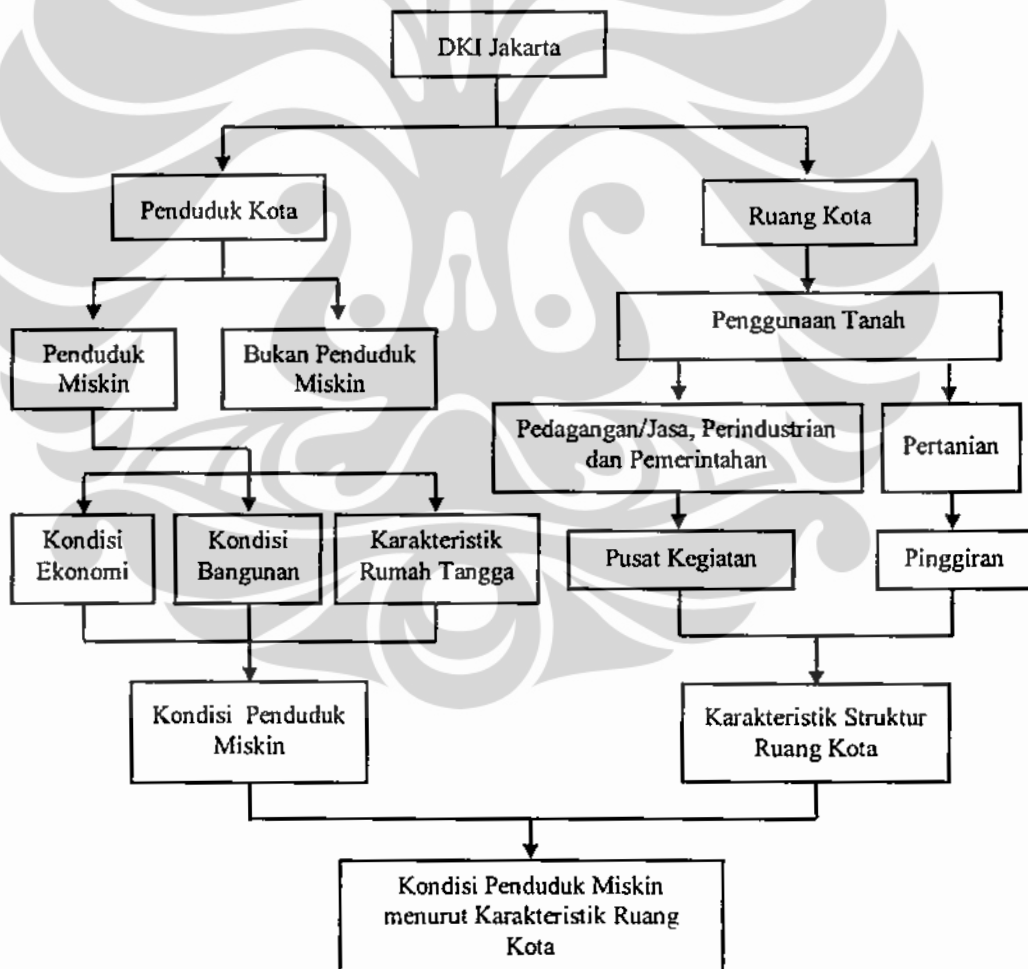 DKI Jakarta
Penduduk Kota
Ruang Kota
Penduduk
Miskin
Bukan Penduduk
Miskin
Penggunaan Tanah
Pedagangan/Jasa, Perindustrian
dan Pemerintahan
Pertanian
Kondisi
Ekonomi
Kondisi
Bangunan
Karakteristik
Rumah Tangga
Pusat Kegiatan
Pinggiran
Kondisi Penduduk
Miskin
Karakteristik Struktur
Ruang Kota
Kondisi Penduduk Miskin
menurut Karakteristik Ruang
Kota